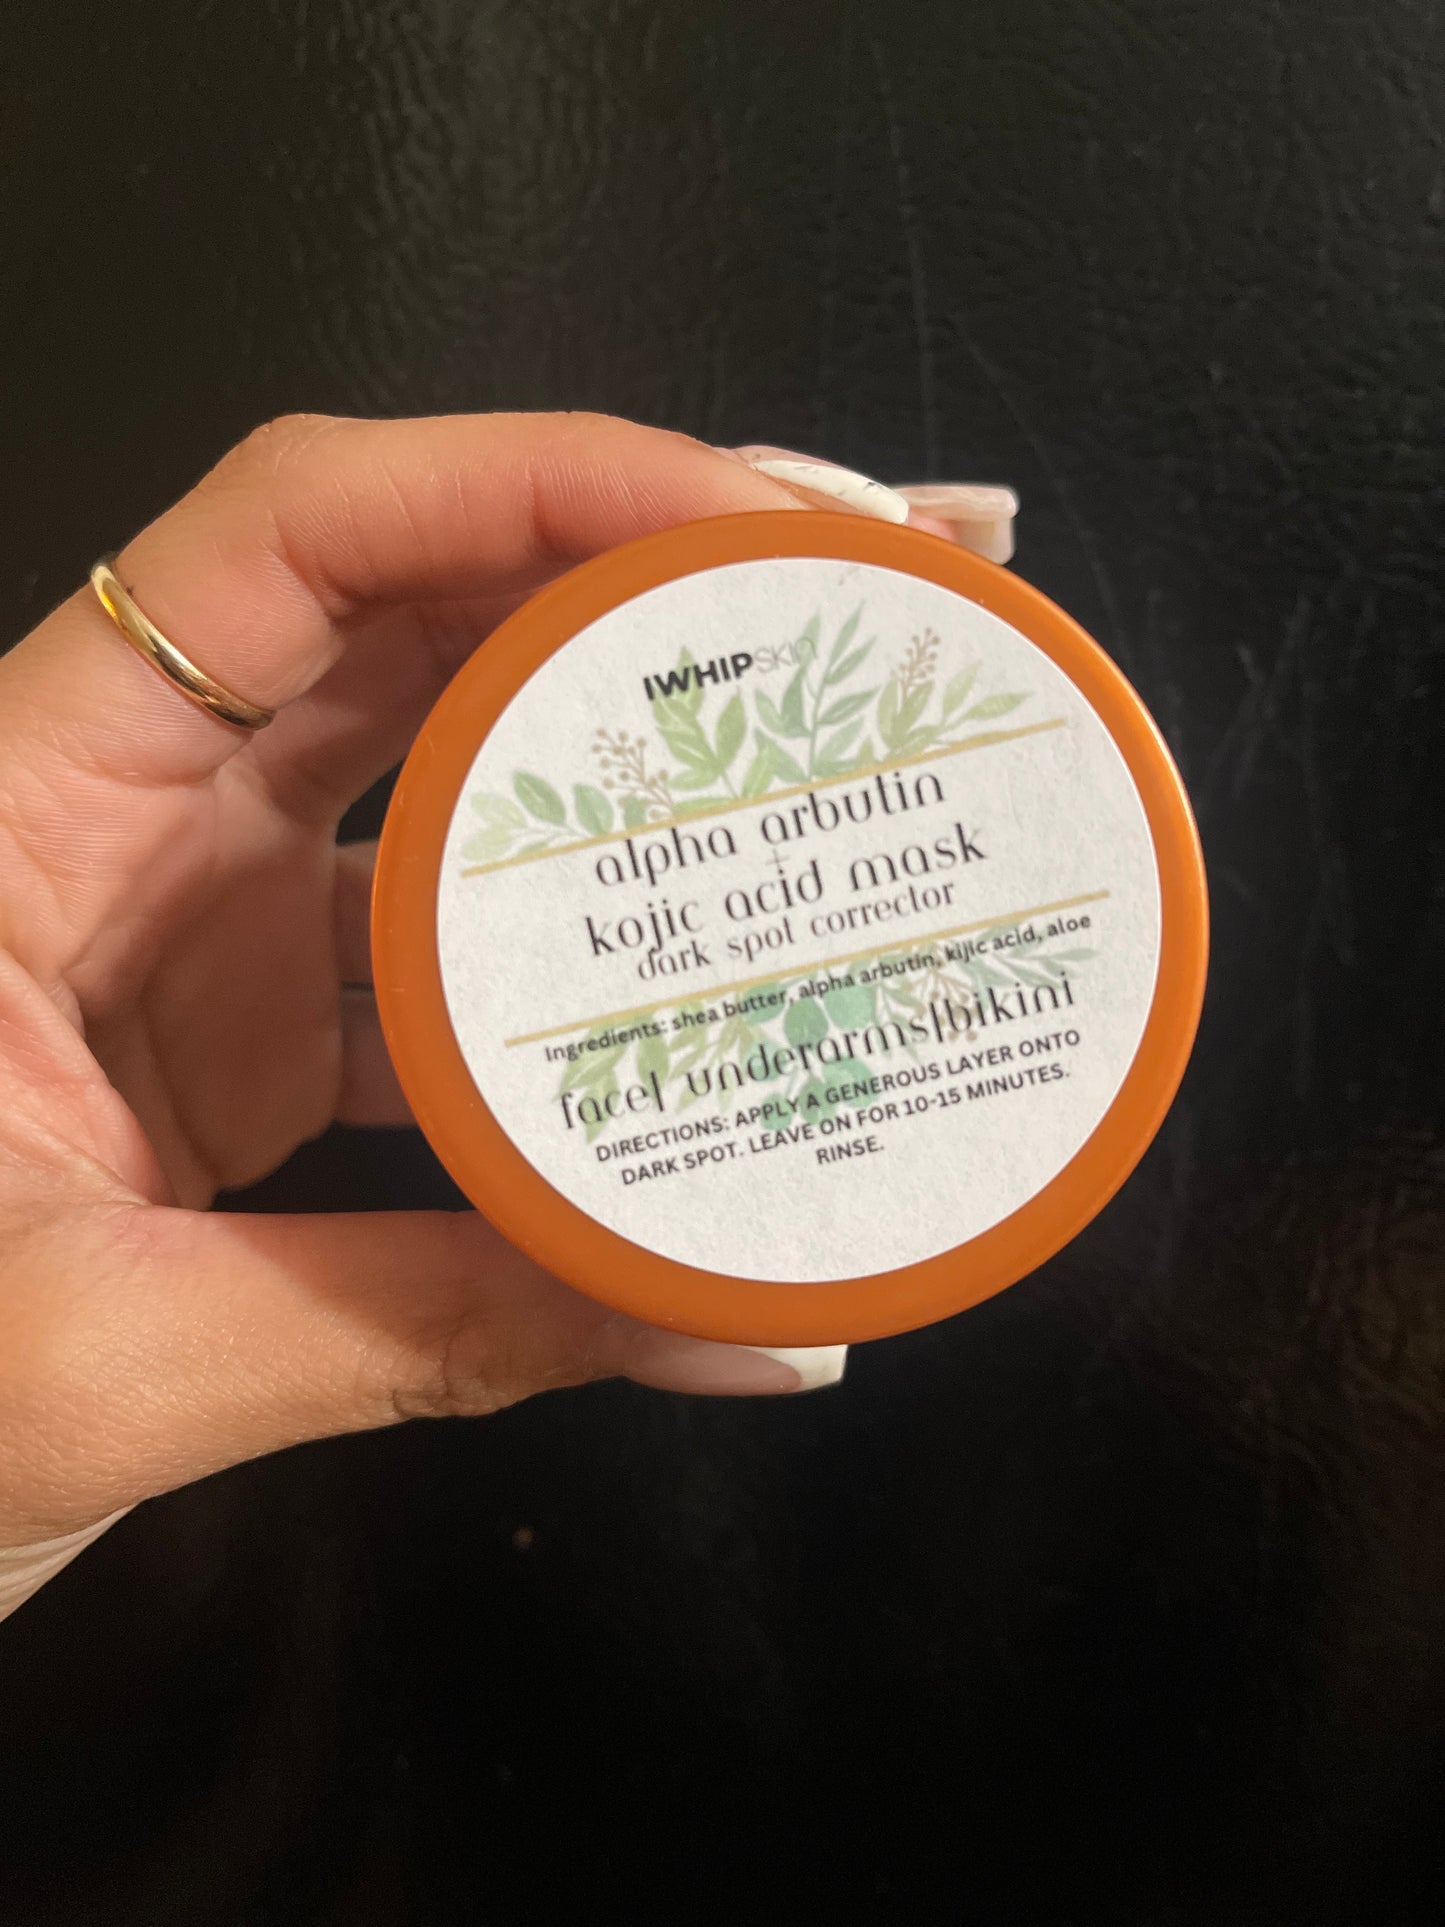 IWHIPSKIN
alpha arbutin
+
kojic acid mask
dark spot corrector
Ingredients: shea butter, alpha arbutin, kijic acid, aloe
face| underarms|bikini
DIRECTIONS: APPLY A GENEROUS LAYER ONTO
DARK SPOT. LEAVE ON FOR 10-15 MINUTES.
RINSE.